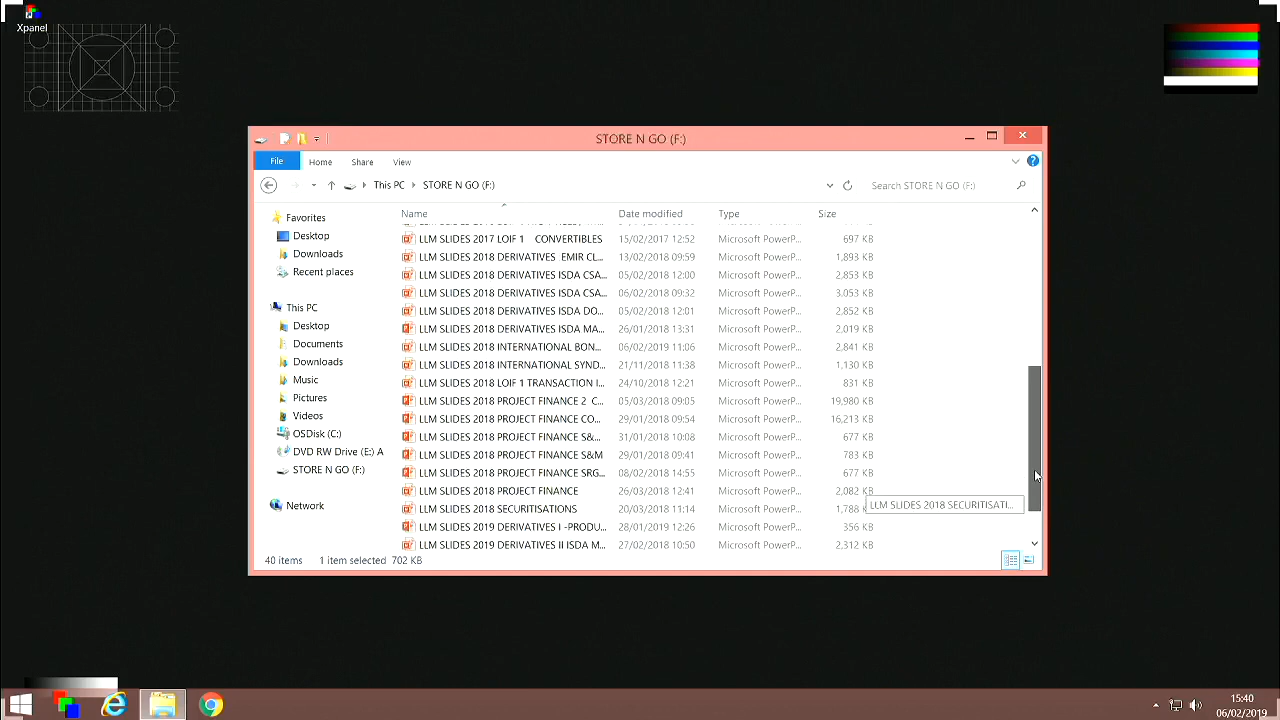 Xpanel
STORE N GO (F:)
File Home Share View
This PC STORE N GO (F:) Search STORE N GO (F:)
Name Date modified Type Size
Favorites
Desktop
Downloads
Recent places
This PC
Desktop
Documents
Downloads
Music
Pictures
Videos
OSDisk (C:)
DVD RW Drive (E:) A
STORE N GO (F:)
Network
LLM SLIDES 2017 LOIF 1 CONVERTIBLES 15/02/2017 12:52 Microsoft PowerP... 697 KB
LLM SLIDES 2018 DERIVATIVES EMIR CL... 13/02/2018 09:59 Microsoft PowerP... 1,893 KB
LLM SLIDES 2018 DERIVATIVES ISDA CSA... 05/02/2018 12:00 Microsoft PowerP... 2,853 KB
LLM SLIDES 2018 DERIVATIVES ISDA CSA... 06/02/2018 09:32 Microsoft PowerP... 3,053 KB
LLM SLIDES 2018 DERIVATIVES ISDA DO... 05/02/2018 12:01 Microsoft PowerP... 2,852 KB
LLM SLIDES 2018 DERIVATIVES ISDA MA... 26/01/2018 13:31 Microsoft PowerP... 2,019 KB
LLM SLIDES 2018 INTERNATIONAL BON... 06/02/2019 11:06 Microsoft PowerP... 2,841 KB
LLM SLIDES 2018 INTERNATIONAL SYND... 21/11/2018 11:38 Microsoft PowerP... 1,130 KB
LLM SLIDES 2018 LOIF 1 TRANSACTION I... 24/10/2018 12:21 Microsoft PowerP... 831 KB
LLM SLIDES 2018 PROJECT FINANCE 2 C... 05/03/2018 09:05 Microsoft PowerP... 19,980 KB
LLM SLIDES 2018 PROJECT FINANCE CO... 29/01/2018 09:54 Microsoft PowerP... 16,213 KB
LLM SLIDES 2018 PROJECT FINANCE S&... 31/01/2018 10:08 Microsoft PowerP... 677 KB
LLM SLIDES 2018 PROJECT FINANCE S&M 29/01/2018 09:41 Microsoft PowerP... 783 KB
LLM SLIDES 2018 PROJECT FINANCE SRG... 08/02/2018 14:55 Microsoft PowerP... 677 KB
LLM SLIDES 2018 PROJECT FINANCE 26/03/2018 12:41 Microsoft PowerP... 2,082 KB
LLM SLIDES 2018 SECURITISATIONS 20/03/2018 11:14 Microsoft PowerP... 1,788
LLM SLIDES 2018 SECURITISATI...
LLM SLIDES 2019 DERIVATIVES I -PRODU... 28/01/2019 12:26 Microsoft PowerP... 356 KB
LLM SLIDES 2019 DERIVATIVES II ISDA M... 27/02/2018 10:50 Microsoft PowerP... 2,312 KB
40 items 1 item selected 702 KB
15:40
06/02/2019